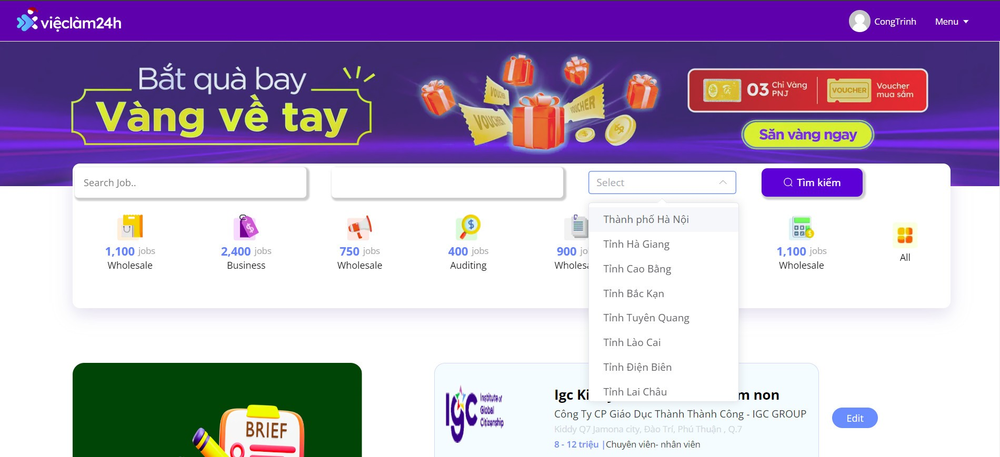 việclàm24h
CongTrinh
Menu
Bắt quà bay
Vàng về tay
VOUCHER
VOUCHER
VOUCHER
03 Chỉ Vàng PNJ
VOUCHER
Voucher mua sắm
Săn vàng ngay
Search Job..
Select
Tìm kiếm
1,100 jobs
Wholesale
2,400 jobs
Business
750 jobs
Wholesale
400 jobs
Auditing
900 jo
Wholesa
1,100 jobs
Wholesale
All
Thành phố Hà Nội
Tỉnh Hà Giang
Tỉnh Cao Bằng
Tỉnh Bắc Kạn
Tỉnh Tuyên Quang
Tỉnh Lào Cai
Tỉnh Điện Biên
Tỉnh Lai Châu
BRIEF
IGC
Institute of
Global
Citizenship
Igc Ki m non
Công Ty CP Giáo Dục Thành Thành Công - IGC GROUP
Kiddy Q7 Jamona city, Đào Trí, Phú Thuận , Q.7
8 - 12 triệu |Chuyên viên- nhân viên
Edit